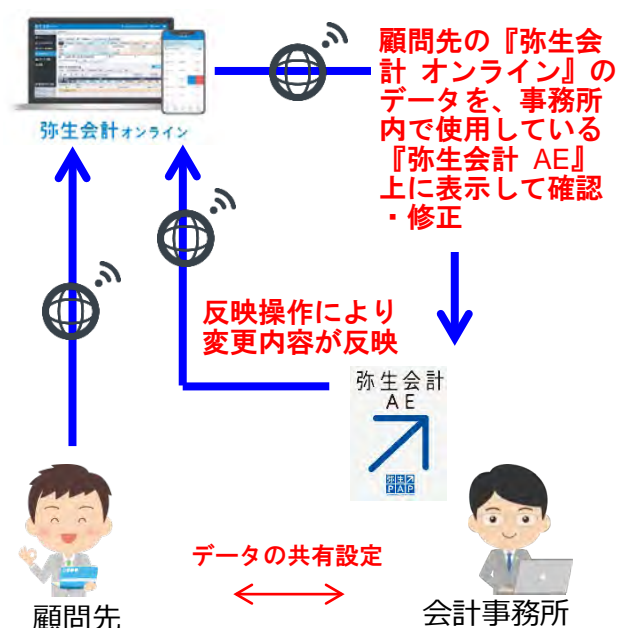 弥生会計 オンライン
顧問先の『弥生会
計 オンライン』の
データを、事務所
内で使用している
『弥生会計 AE』
上に表示して確認
・修正
反映操作により
変更内容が反映
弥生会計
AE
弥生
PAP
データの共有設定
顧問先
会計事務所